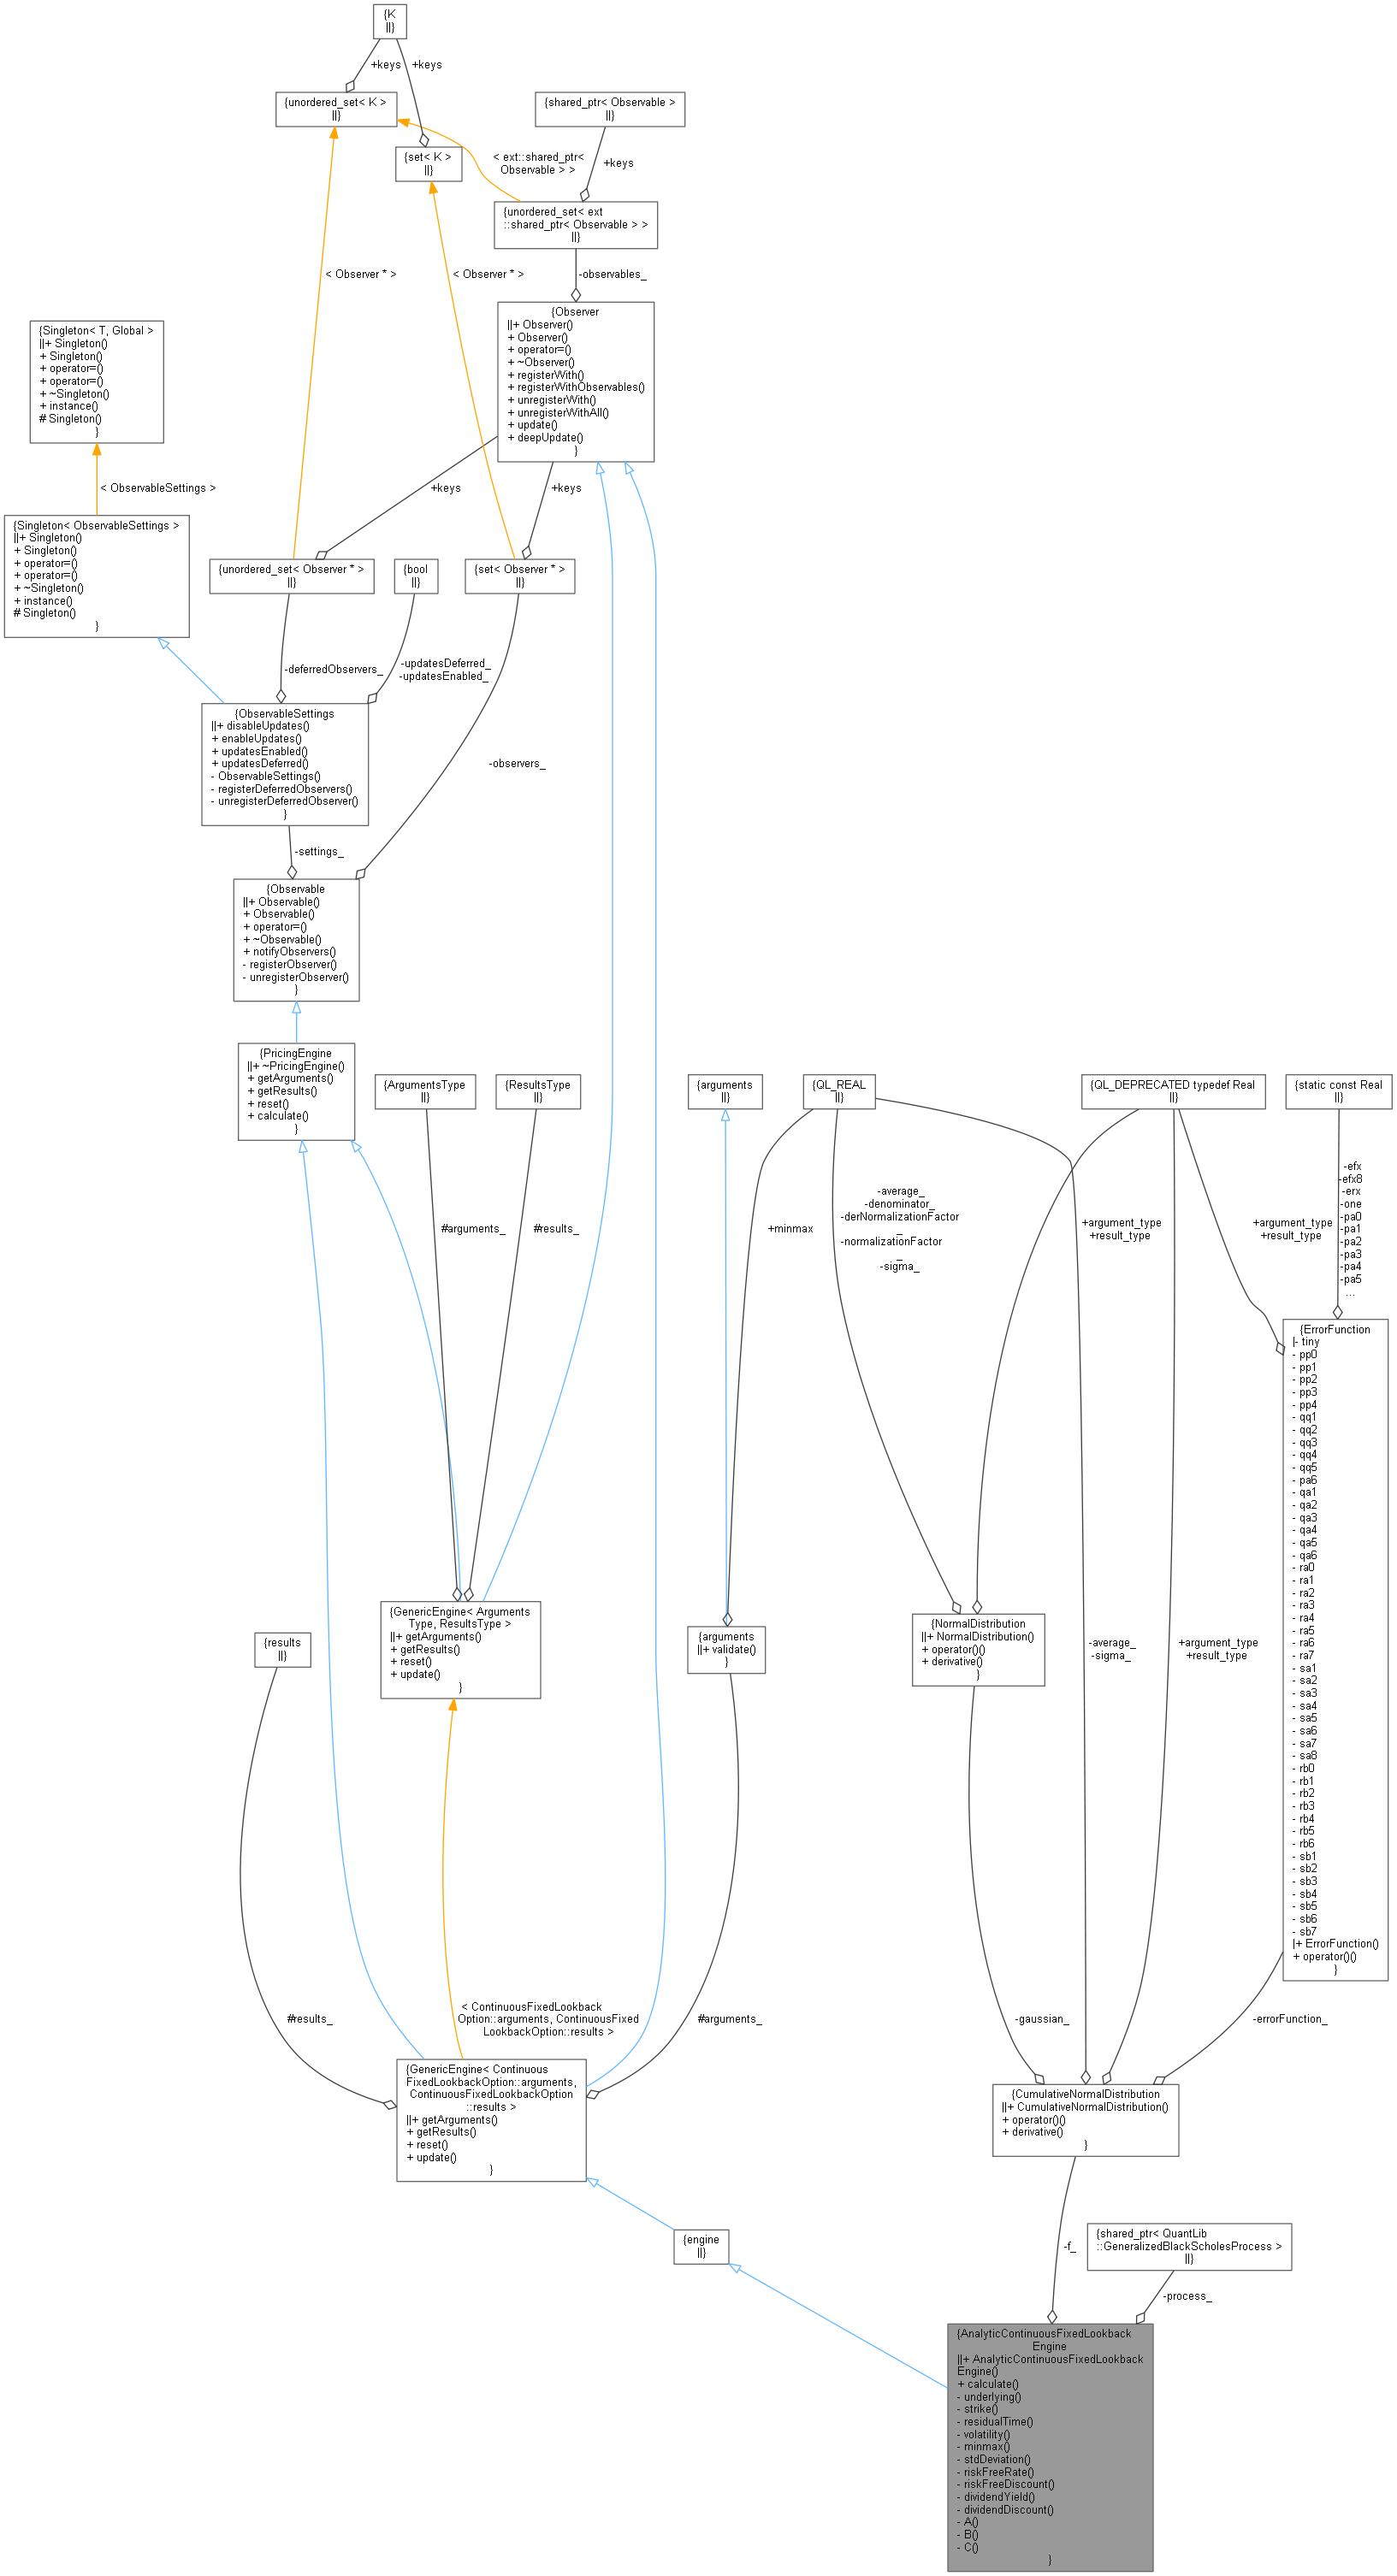 {K
||}
+keys
+keys
{unordered_set< K >
||}
{shared_ptr< Observable >
||}
{set< K >
||}
< ext::shared_ptr<
Observable > >
+keys
{unordered_set< ext
::shared_ptr< Observable > >
||}
< Observer * >
< Observer * >
-observables_
{Observer
||+ Observer()
+ Observer()
+ operator=()
+ ~Observer()
+ registerWith()
+ registerWithObservables()
+ unregisterWith()
+ unregisterWithAll()
+ update()
+ deepUpdate()
}
{Singleton< T, Global >
||+ Singleton()
+ Singleton()
+ operator=()
+ operator=()
+ ~Singleton()
+ instance()
# Singleton()
}
< ObservableSettings >
+keys
+keys
{Singleton< ObservableSettings >
||+ Singleton()
+ Singleton()
+ operator=()
+ operator=()
+ ~Singleton()
+ instance()
# Singleton()
}
{unordered_set< Observer * >
||}
{bool
||}
{set< Observer * >
||}
-deferredObservers_
-updatesDeferred_
-updatesEnabled_
{ObservableSettings
||+ disableUpdates()
+ enableUpdates()
+ updatesEnabled()
+ updatesDeferred()
- ObservableSettings()
- registerDeferredObservers()
- unregisterDeferredObserver()
}
-observers_
-settings_
{Observable
||+ Observable()
+ Observable()
+ operator=()
+ ~Observable()
+ notifyObservers()
- registerObserver()
- unregisterObserver()
}
{PricingEngine
||+ ~PricingEngine()
+ getArguments()
+ getResults()
+ reset()
+ calculate()
}
{ArgumentsType
||}
{ResultsType
||}
{arguments
||}
{QL_REAL
||}
{QL_DEPRECATED typedef Real
||}
{static const Real
||}
#arguments_
#results_
+minmax
-average_
-denominator_
-derNormalizationFactor
_
-normalizationFactor
_
-sigma_
+argument_type
+result_type
+argument_type
+result_type
-efx
-efx8
-erx
-one
-pa0
-pa1
-pa2
-pa3
-pa4
-pa5
...
{ErrorFunction
|- tiny
- pp0
- pp1
- pp2
- pp3
- pp4
- qq1
- qq2
- qq3
- qq4
- qq5
- pa6
- qa1
- qa2
- qa3
- qa4
- qa5
- qa6
- ra0
- ra1
- ra2
- ra3
- ra4
- ra5
- ra6
- ra7
- sa1
- sa2
- sa3
- sa4
- sa5
- sa6
- sa7
- sa8
- rb0
- rb1
- rb2
- rb3
- rb4
- rb5
- rb6
- sb1
- sb2
- sb3
- sb4
- sb5
- sb6
- sb7
|+ ErrorFunction()
+ operator()()
}
{results
||}
{GenericEngine< Arguments
Type, ResultsType >
||+ getArguments()
+ getResults()
+ reset()
+ update()
}
{arguments
||+ validate()
}
{NormalDistribution
||+ NormalDistribution()
+ operator()()
+ derivative()
}
-average_
-sigma_
+argument_type
+result_type
#results_
< ContinuousFixedLookback
Option::arguments, ContinuousFixed
LookbackOption::results >
#arguments_
-gaussian_
-errorFunction_
{GenericEngine< Continuous
FixedLookbackOption::arguments,
ContinuousFixedLookbackOption
::results >
||+ getArguments()
+ getResults()
+ reset()
+ update()
}
{CumulativeNormalDistribution
||+ CumulativeNormalDistribution()
+ operator()()
+ derivative()
}
{engine
||}
-f_
{shared_ptr< QuantLib
::GeneralizedBlackScholesProcess >
||}
-process_
{AnalyticContinuousFixedLookback
Engine
||+ AnalyticContinuousFixedLookback
Engine()
+ calculate()
- underlying()
- strike()
- residualTime()
- volatility()
- minmax()
- stdDeviation()
- riskFreeRate()
- riskFreeDiscount()
- dividendYield()
- dividendDiscount()
- A()
- B()
- C()
}